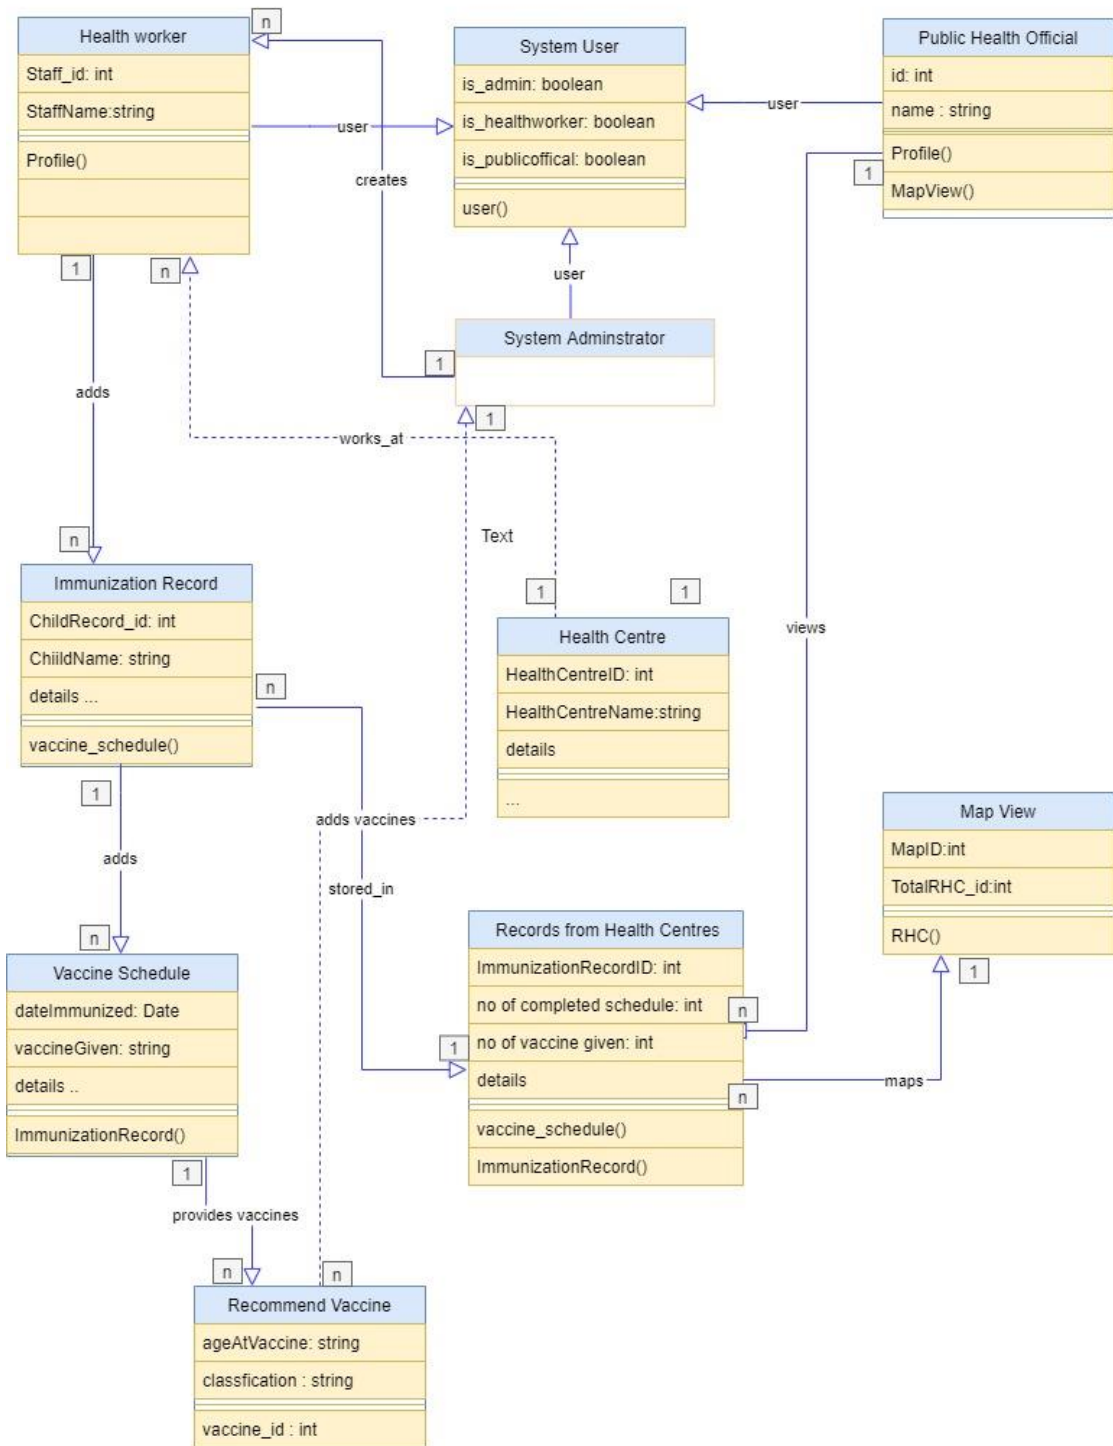 Health worker
Staff_id: int
StaffName:string
Profile()
n
System User
is_admin: boolean
is_healthworker: boolean
is_publicoffical: boolean
user()
Public Health Official
id: int
name : string
Profile()
MapView()
user
user
creates
1
1
n
user
System Adminstrator
1
1
adds
works_at
Text
n
Immunization Record
ChildRecord_id: int
ChiildName: string
details ...
vaccine_schedule()
n
1
1
1
Health Centre
HealthCentreID: int
HealthCentreName:string
details
...
views
adds vaccines
adds
stored_in
Map View
MapID:int
TotalRHC_id:int
RHC()
1
n
Vaccine Schedule
dateImmunized: Date
vaccineGiven: string
details ..
ImmunizationRecord()
Records from Health Centres
ImmunizationRecordID: int
no of completed schedule: int
no of vaccine given: int
details
vaccine_schedule()
ImmunizationRecord()
n
1
maps
n
1
provides vaccines
n
n
Recommend Vaccine
ageAtVaccine: string
classfication : string
vaccine_id : int